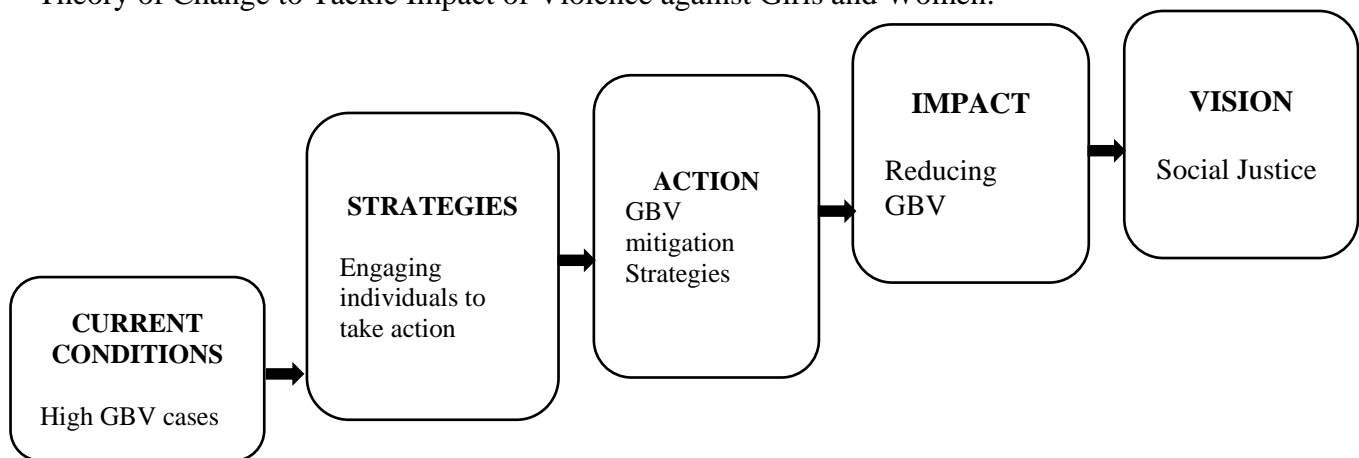 Theory of Change to Tackle Impact of Violence against Girls and Women.
CURRENT
CONDITIONS
High GBV cases
STRATEGIES
Engaging
individuals to
take action
ACTION
GBV
mitigation
Strategies
IMPACT
Reducing
GBV
VISION
Social Justice